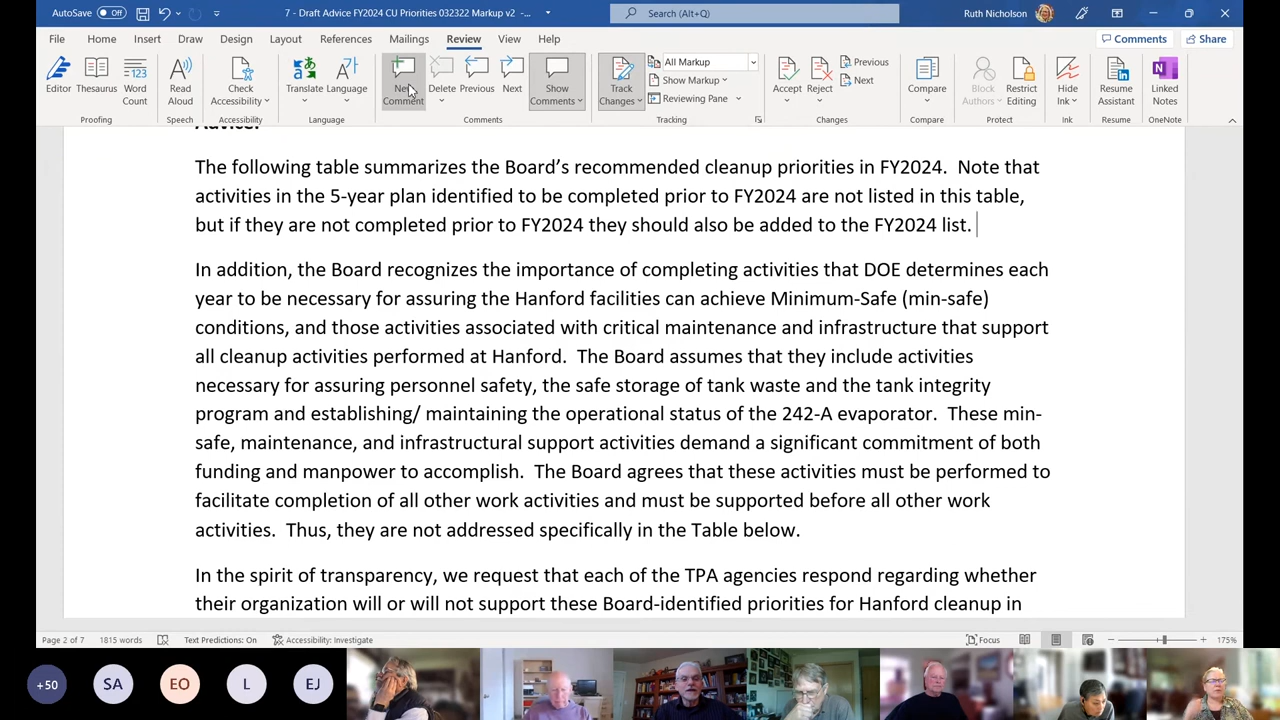 AutoSave Off
7 - Draft Advice FY2024 CU Priorities 032322 Markup v2 - ...
Search (Alt+Q)
Ruth Nicholson
File Home Insert Draw Design Layout References Mailings Review View Help
Comments Share
Editor Thesaurus Word Count
Read Aloud
Check Accessibility
Translate Language
New Comment Delete Previous Next Show Comments
Track Changes
All Markup
Show Markup
Reviewing Pane
Accept Reject
Previous
Next
Compare
Block Authors Restrict Editing
Hide Ink
Resume Assistant
Linked Notes
Proofing Speech Accessibility Language Comments Tracking Changes Compare Protect Ink Resume OneNote
Advice:
The following table summarizes the Board's recommended cleanup priorities in FY2024. Note that
activities in the 5-year plan identified to be completed prior to FY2024 are not listed in this table,
but if they are not completed prior to FY2024 they should also be added to the FY2024 list.
In addition, the Board recognizes the importance of completing activities that DOE determines each
year to be necessary for assuring the Hanford facilities can achieve Minimum-Safe (min-safe)
conditions, and those activities associated with critical maintenance and infrastructure that support
all cleanup activities performed at Hanford. The Board assumes that they include activities
necessary for assuring personnel safety, the safe storage of tank waste and the tank integrity
program and establishing/ maintaining the operational status of the 242-A evaporator. These min-
safe, maintenance, and infrastructural support activities demand a significant commitment of both
funding and manpower to accomplish. The Board agrees that these activities must be performed to
facilitate completion of all other work activities and must be supported before all other work
activities. Thus, they are not addressed specifically in the Table below.
In the spirit of transparency, we request that each of the TPA agencies respond regarding whether
their organization will or will not support these Board-identified priorities for Hanford cleanup in
Page 2 of 7 1815 words Text Predictions: On Accessibility: Investigate Focus 175%
+50 SA EO L EJ